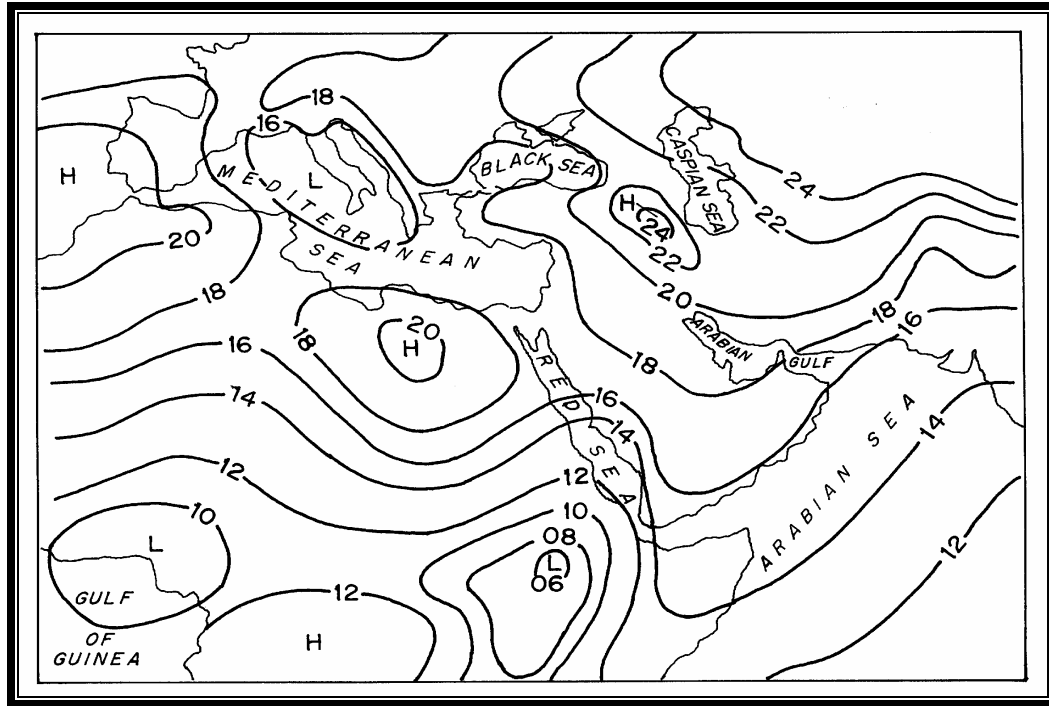 18
16
BLACK SEA
CASPIAN SEA
24
H
L
MEDITERRANEAN
SEA
H
24
22
22
20
18
20
20
H
18
16
14
12
18
RED SEA
16
14
12
18
ARABIAN
GULF
18
16
14
12
ARABIAN SEA
10
L
GULF
OF
GUINEA
12
H
10
08
L
06